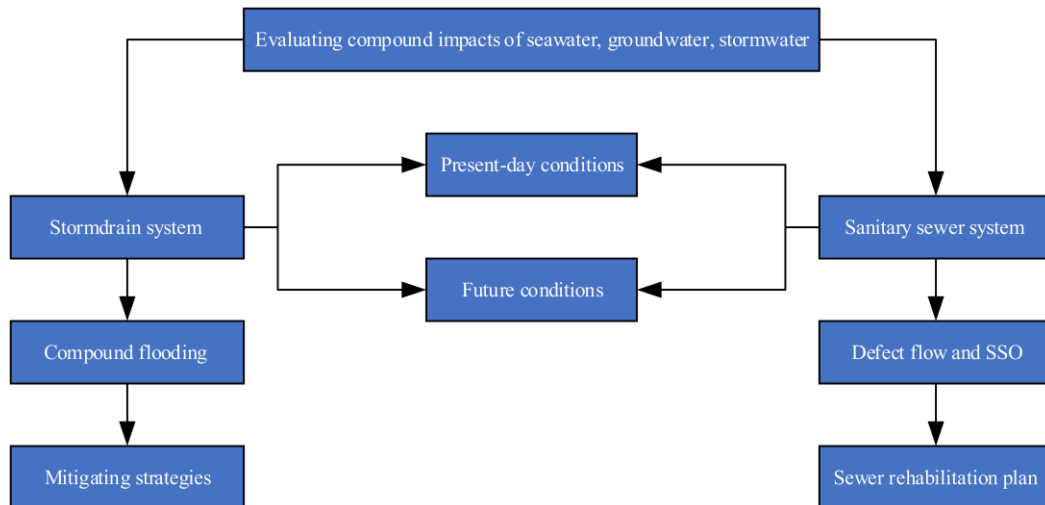 Evaluating compound impacts of seawater, groundwater, stormwater
Present-day conditions
Stormdrain system
Sanitary sewer system
Future conditions
Compound flooding
Defect flow and SSO
Mitigating strategies
Sewer rehabilitation plan